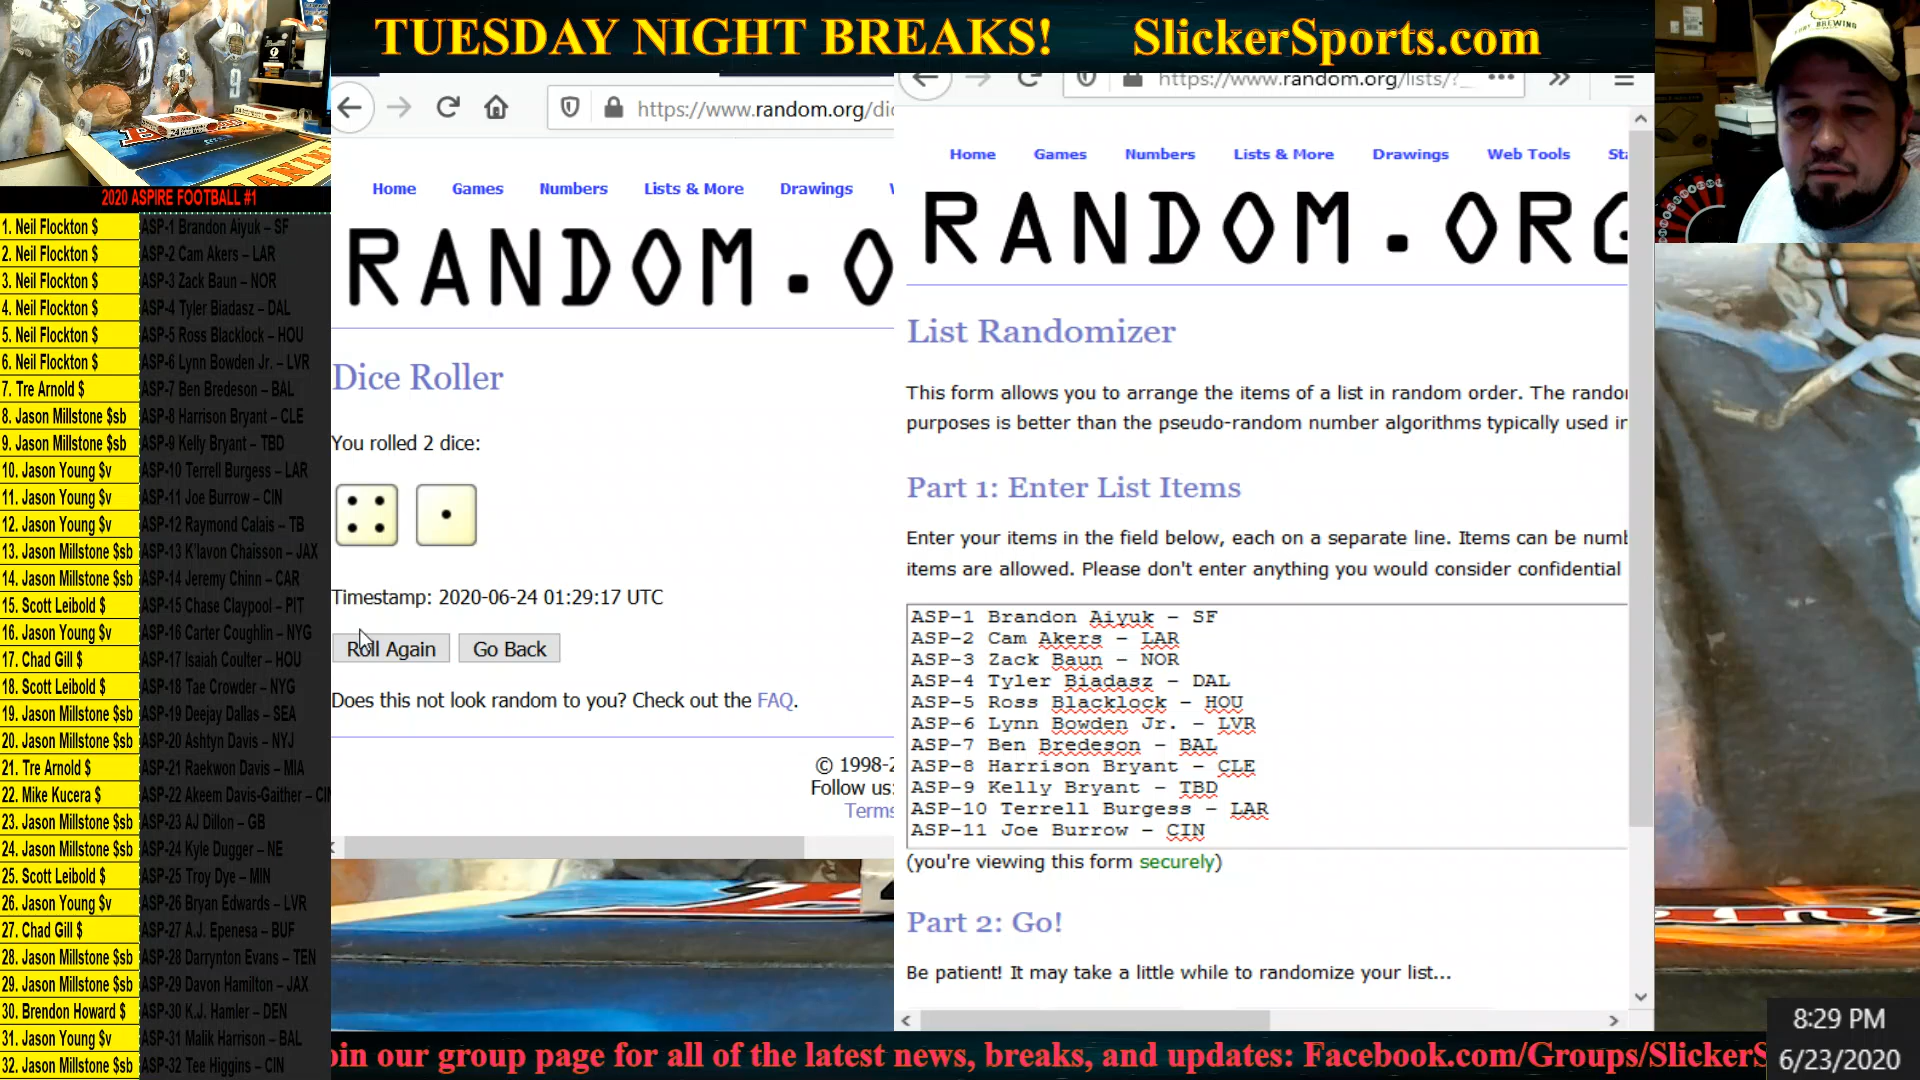 TUESDAY NIGHT BREAKS! SlickerSports.com
2020 ASPIRE FOOTBALL #1
1. Neil Flockton $ ASP-1 Brandon Aiyuk – SF
2. Neil Flockton $ ASP-2 Cam Akers – LAR
3. Neil Flockton $ ASP-3 Zack Baun – NOR
4. Neil Flockton $ ASP-4 Tyler Biadasz – DAL
5. Neil Flockton $ ASP-5 Ross Blacklock – HOU
6. Neil Flockton $ ASP-6 Lynn Bowden Jr. – LVR
7. Tre Arnold $ ASP-7 Ben Bredeson – BAL
8. Jason Millstone $sb ASP-8 Harrison Bryant – CLE
9. Jason Millstone $sb ASP-9 Kelly Bryant – TBD
10. Jason Young $v ASP-10 Terrell Burgess – LAR
11. Jason Young $v ASP-11 Joe Burrow – CIN
12. Jason Young $v ASP-12 Raymond Calais – TB
13. Jason Millstone $sb ASP-13 K'lavon Chaisson – JAX
14. Jason Millstone $sb ASP-14 Jeremy Chinn – CAR
15. Scott Leibold $ ASP-15 Chase Claypool – PIT
16. Jason Young $v ASP-16 Carter Coughlin – NYG
17. Chad Gill $ ASP-17 Isaiah Coulter – HOU
18. Scott Leibold $ ASP-18 Tae Crowder – NYG
19. Jason Millstone $sb ASP-19 Deejay Dallas – SEA
20. Jason Millstone $sb ASP-20 Ashtyn Davis – NYJ
21. Tre Arnold $ ASP-21 Raekwon Davis – MIA
22. Mike Kucera $ ASP-22 Akeem Davis-Gaither – CIN
23. Jason Millstone $sb ASP-23 AJ Dillon – GB
24. Jason Millstone $sb ASP-24 Kyle Dugger – NE
25. Scott Leibold $ ASP-25 Troy Dye – MIN
26. Jason Young $v ASP-26 Bryan Edwards – LVR
27. Chad Gill $ ASP-27 A.J. Epenesa – BUF
28. Jason Millstone $sb ASP-28 Darrynton Evans – TEN
29. Jason Millstone $sb ASP-29 Davon Hamilton – JAX
30. Brendon Howard $ ASP-30 K.J. Hamler – DEN
31. Jason Young $v ASP-31 Malik Harrison – BAL
32. Jason Millstone $sb ASP-32 Tee Higgins – CIN
https://www.random.org/di
Home Games Numbers Lists & More Drawings
RANDOM.O
Dice Roller
You rolled 2 dice:
Timestamp: 2020-06-24 01:29:17 UTC
Roll Again Go Back
Does this not look random to you? Check out the FAQ.
© 1998-2
Follow us:
Terms
https://www.random.org/lists/?
Home Games Numbers Lists & More Drawings Web Tools Sta
RANDOM.ORG
List Randomizer
This form allows you to arrange the items of a list in random order. The rando
purposes is better than the pseudo-random number algorithms typically used in
Part 1: Enter List Items
Enter your items in the field below, each on a separate line. Items can be numb
items are allowed. Please don't enter anything you would consider confidential
ASP-1 Brandon Aiyuk – SF
ASP-2 Cam Akers – LAR
ASP-3 Zack Baun – NOR
ASP-4 Tyler Biadasz – DAL
ASP-5 Ross Blacklock – HOU
ASP-6 Lynn Bowden Jr. – LVR
ASP-7 Ben Bredeson – BAL
ASP-8 Harrison Bryant – CLE
ASP-9 Kelly Bryant – TBD
ASP-10 Terrell Burgess – LAR
ASP-11 Joe Burrow – CIN
(you're viewing this form securely)
Part 2: Go!
Be patient! It may take a little while to randomize your list...
oin our group page for all of the latest news, breaks, and updates: Facebook.com/Groups/SlickerS
8:29 PM
6/23/2020